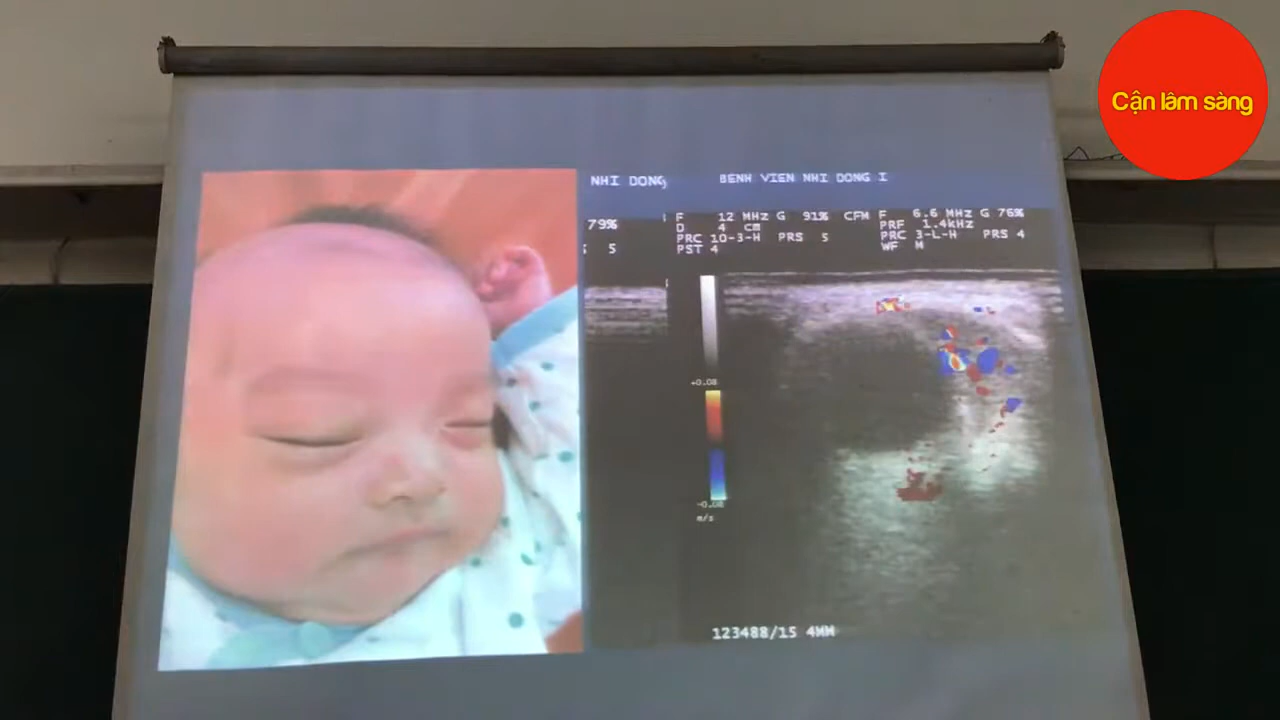 Cận lâm sàng
NHI DONG
BENH VIEN NHI DONG I
79%
F 12 MHZ G 91% CFM F 6.6 MHZ G 76%
D 4 cm PRF 1.4kHZ
PRC 10-3-H PRS 5 PRC 3-L-H PRS 4
5 PST 4 WF M
+0.08
-0.08
m/s
123488/15 4MM